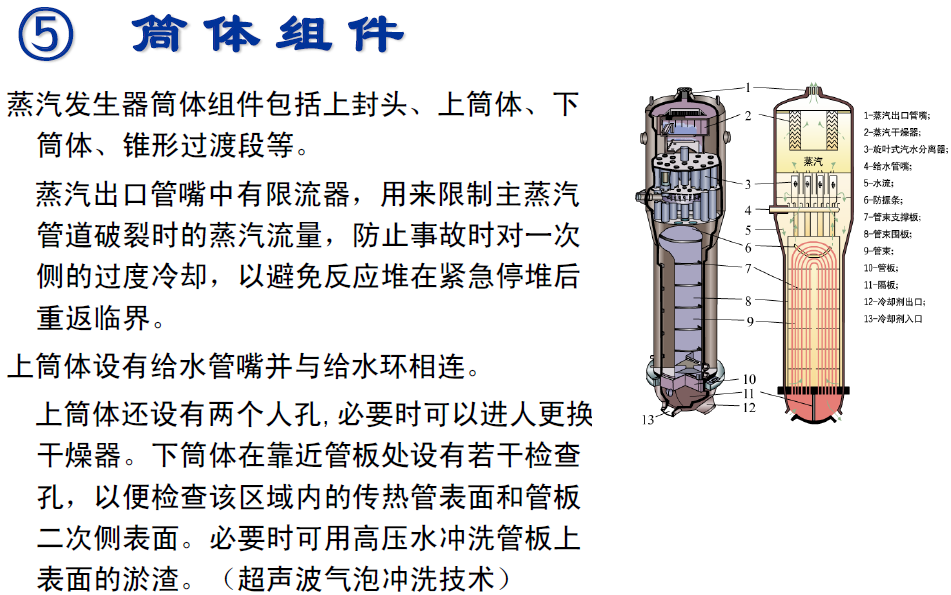 ⑤ 筒体组件
蒸汽发生器筒体组件包括上封头、上筒体、下
筒体、锥形过渡段等。
蒸汽出口管嘴中有限流器，用来限制主蒸汽
管道破裂时的蒸汽流量，防止事故时对一次
侧的过度冷却，以避免反应堆在紧急停堆后
重返临界。
上筒体设有给水管嘴并与给水环相连。
上筒体还设有两个人孔,必要时可以进人更换
干燥器。下筒体在靠近管板处设有若干检查
孔，以便检查该区域内的传热管表面和管板
二次侧表面。必要时可用高压水冲洗管板上
表面的淤渣。（超声波气泡冲洗技术）
1
2
3
4
5
6
7
8
9
10
11
12
13
蒸汽
1-蒸汽出口管嘴;
2-蒸汽干燥器;
3-旋叶式汽水分离器;
4-给水管嘴;
5-水流;
6-防振条;
7-管束支撑板;
8-管束围板;
9-管束;
10-管板;
11-隔板;
12-冷却剂出口;
13-冷却剂入口